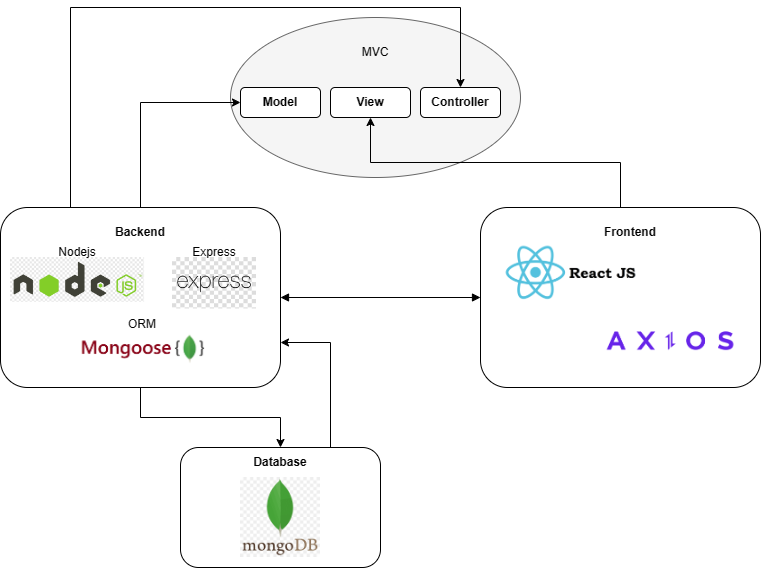 MVC
Model
View
Controller
Backend
Nodejs
Express
node
JS
express
ORM
Mongoose { }
Frontend
React JS
AXIOS
Database
mongoDB